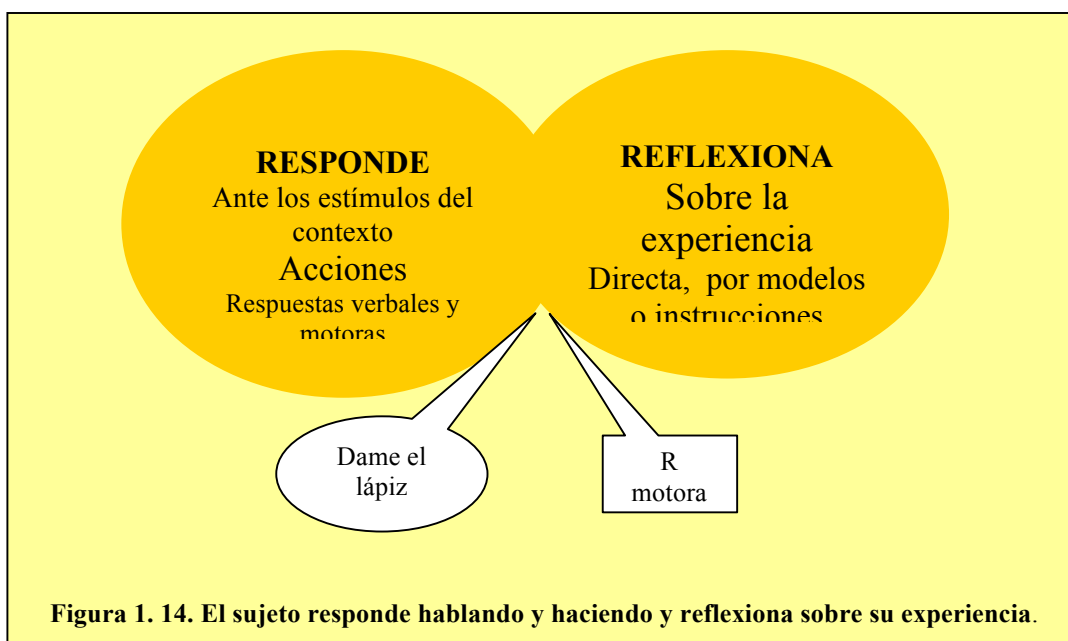 RESPONDE
Ante los estímulos del
contexto
Acciones
Respuestas verbales y
motoras
REFLEXIONA
Sobre la
experiencia
Directa, por modelos
o instrucciones
Dame el
lápiz
R
motora
Figura 1. 14. El sujeto responde hablando y haciendo y reflexiona sobre su experiencia.